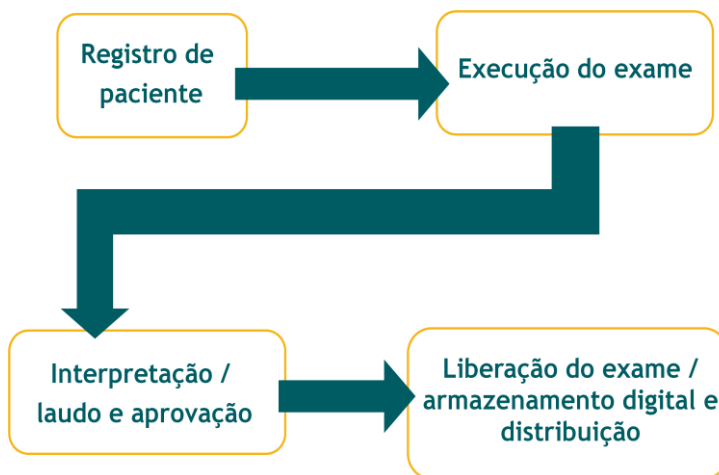 Registro de
paciente
Execução do exame
Interpretação /
laudo e aprovação
Liberação do exame /
armazenamento digital e
distribuição